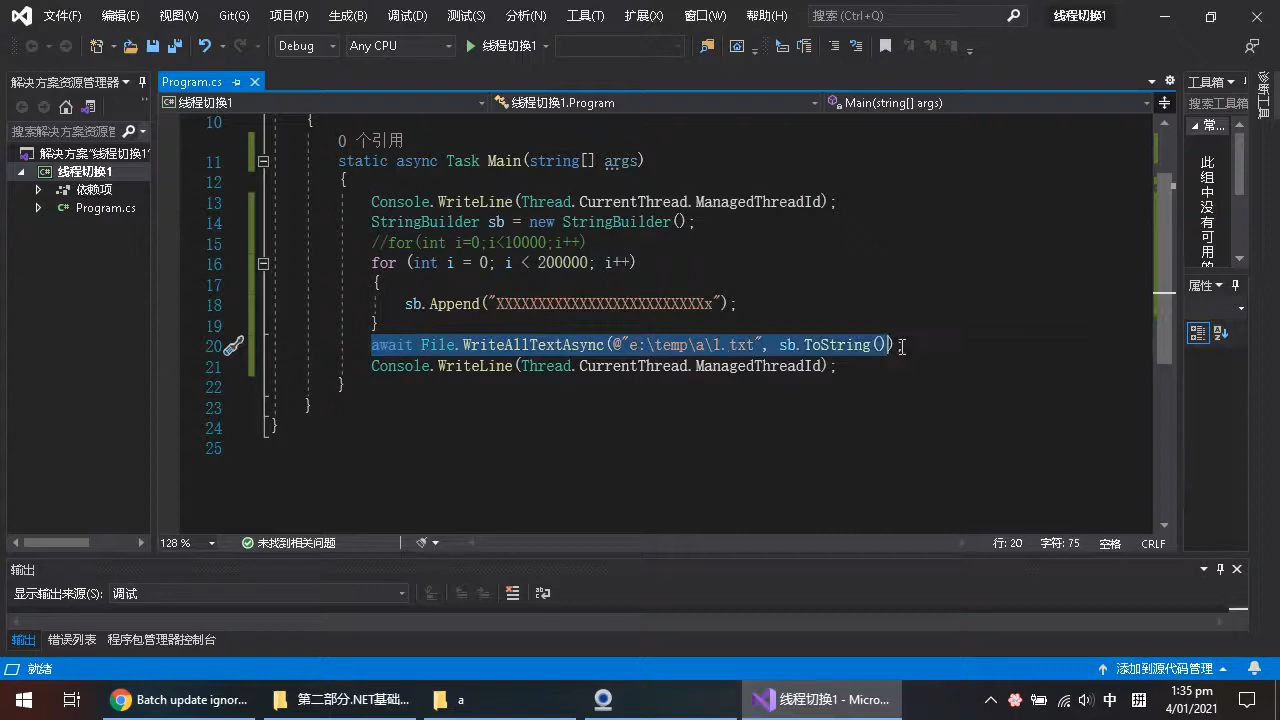 文件(F) 编辑(E) 视图(V) Git(G) 项目(P) 生成(B) 调试(D) 测试(S) 分析(N) 工具(T) 扩展(X) 窗口(W) 帮助(H) 搜索 (Ctrl+Q) 线程切换1
Debug Any CPU 线程切换1
解决方案资源管理器 Program.cs 工具箱
线程切换1 线程切换1.Program Main(string[] args) 搜索工具箱
搜索解决方案资源管
解决方案"线程切换1"
线程切换1
依赖项
Program.cs
10 {
0 个引用
11 static async Task Main(string[] args)
12 {
13 Console.WriteLine(Thread.CurrentThread.ManagedThreadId);
14 StringBuilder sb = new StringBuilder();
15 //for(int i=0;i<10000;i++)
16 for (int i = 0; i < 200000; i++)
17 {
18 sb.Append("XXXXXXXXXXXXXXXXXXXXXXXXXx");
19 }
20 await File.WriteAllTextAsync(@"e:\temp\a\1.txt", sb.ToString());
21 Console.WriteLine(Thread.CurrentThread.ManagedThreadId);
22 }
23 }
24 }
25
常...
此
组
中
没
有
可
用
的
属性
128 % 未找到相关问题 行: 20 字符: 75 空格 CRLF
输出
显示输出来源(S): 调试
输出 错误列表 程序包管理器控制台
就绪 添加到源代码管理
Batch update ignor... 第二部分.NET基础... a 线程切换1 - Micro... 中 1:35 pm
4/01/2021